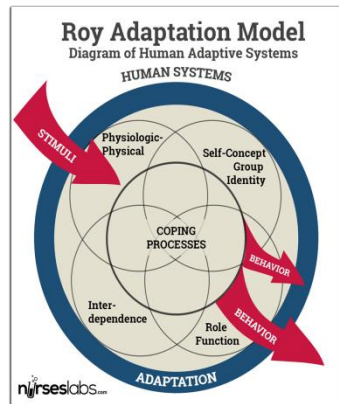 Roy Adaptation Model
Diagram of Human Adaptive Systems
HUMAN SYSTEMS
STIMULI
Physiologic-
Physical
Self-Concept
Group
Identity
COPING
PROCESSES
BEHAVIOR
BEHAVIOR
Inter-
dependence
Role
Function
ADAPTATION
nurseslabs.com